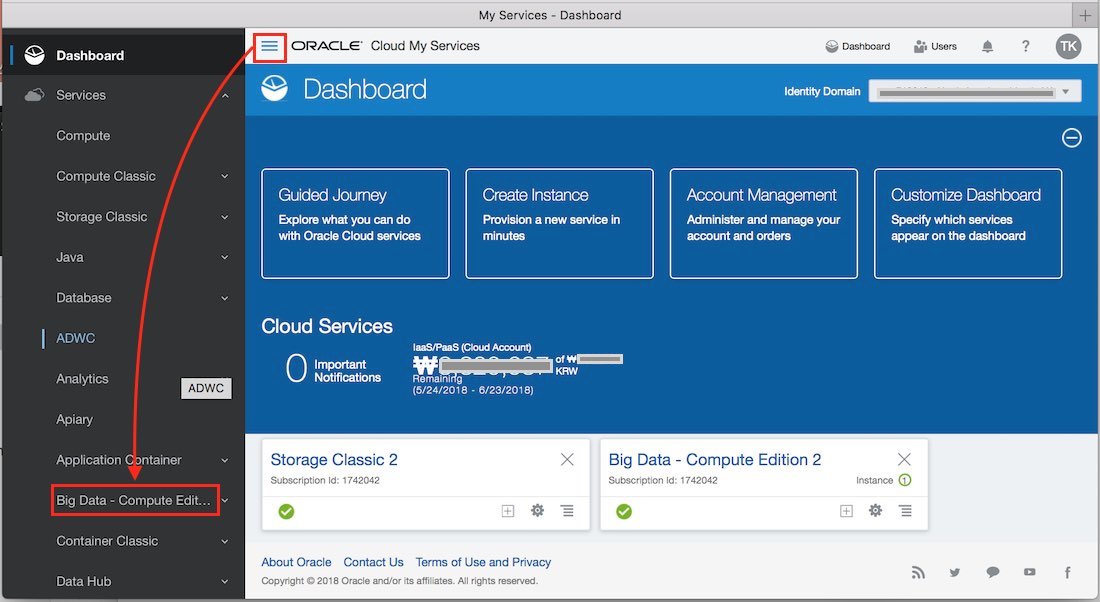 My Services - Dashboard
Dashboard
Services
Compute
Compute Classic
Storage Classic
Java
Database
ADWC
Analytics
ADWC
Apiary
Application Container
Big Data - Compute Edit...
Container Classic
Data Hub
ORACLE Cloud My Services
Dashboard
Users
?
TK
Dashboard
Identity Domain
Guided Journey
Explore what you can do
with Oracle Cloud services
Create Instance
Provision a new service in
minutes
Account Management
Administer and manage your
account and orders
Customize Dashboard
Specify which services
appear on the dashboard
Cloud Services
0 Important
Notifications
IaaS/PaaS (Cloud Account)
₩
of ₩
KRW
Remaining
(5/24/2018 - 6/23/2018)
Storage Classic 2
Subscription Id: 1742042
Big Data - Compute Edition 2
Subscription Id: 1742042
Instance 1
About Oracle Contact Us Terms of Use and Privacy
Copyright © 2018 Oracle and/or its affiliates. All rights reserved.